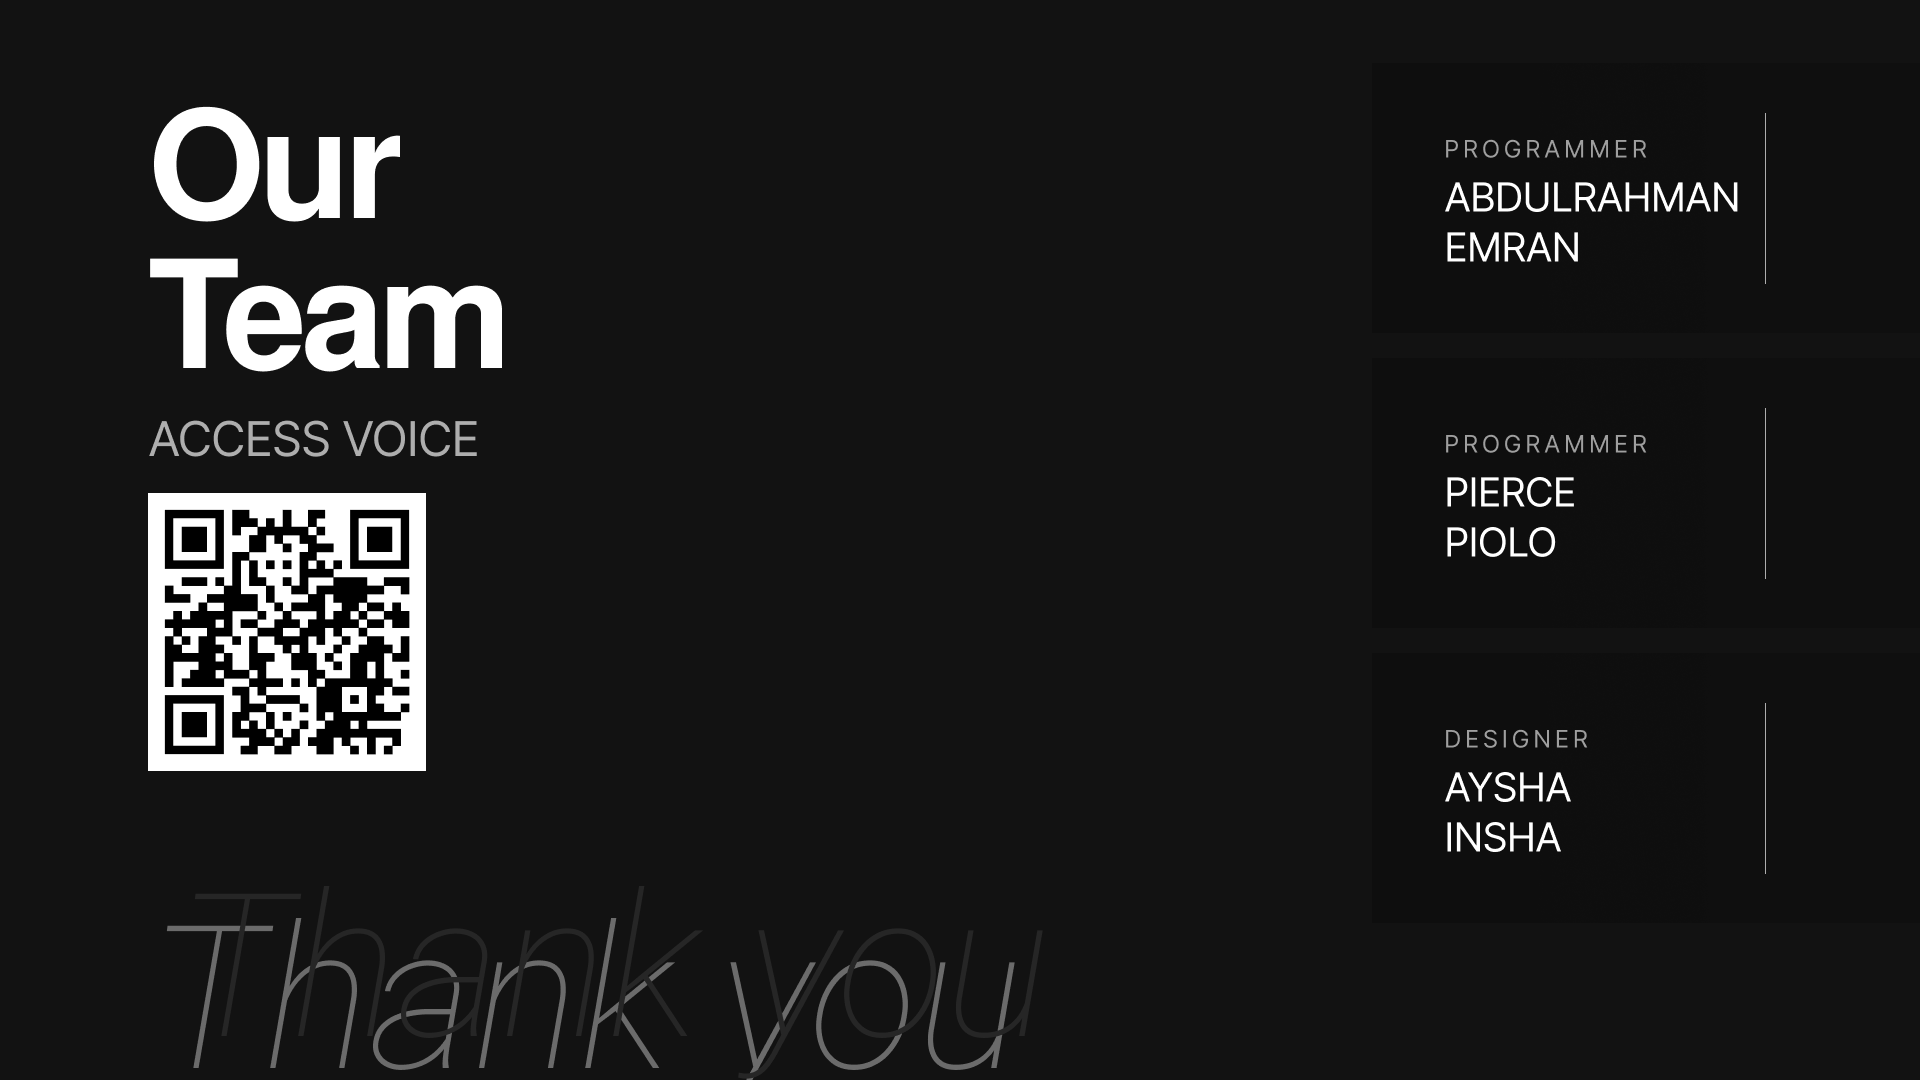 Our
Team
ACCESS VOICE
PROGRAMMER
ABDULRAHMAN
EMRAN
PROGRAMMER
PIERCE
PIOLO
DESIGNER
AYSHA
INSHA
Thank you
Thank you